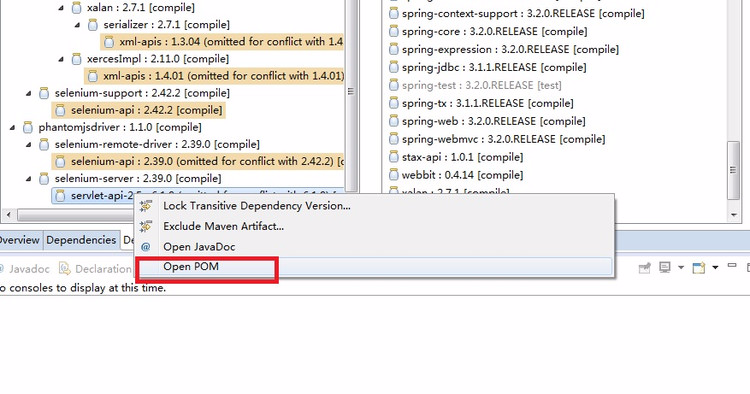 xalan : 2.7.1 [compile]
serializer : 2.7.1 [compile]
xml-apis : 1.3.04 (omitted for conflict with 1.4
xercesImpl : 2.11.0 [compile]
xml-apis : 1.4.01 (omitted for conflict with 1.4.01)
selenium-support : 2.42.2 [compile]
selenium-api : 2.42.2 [compile]
phantomjsdriver : 1.1.0 [compile]
selenium-remote-driver : 2.39.0 [compile]
selenium-api : 2.39.0 (omitted for conflict with 2.42.2) [c
selenium-server : 2.39.0 [compile]
servlet-api-2.5
spring-context-support : 3.2.0.RELEASE [compile]
spring-core : 3.2.0.RELEASE [compile]
spring-expression : 3.2.0.RELEASE [compile]
spring-jdbc : 3.1.1.RELEASE [compile]
spring-test : 3.2.0.RELEASE [test]
spring-tx : 3.1.1.RELEASE [compile]
spring-web : 3.2.0.RELEASE [compile]
spring-webmvc : 3.2.0.RELEASE [compile]
stax-api : 1.0.1 [compile]
webbit : 0.4.14 [compile]
xalan : 2.7.1 [compile]
Lock Transitive Dependency Version...
Exclude Maven Artifact...
Open JavaDoc
Open POM
Overview
Dependencies
De
@ Javadoc
Declaration
o consoles to display at this time.